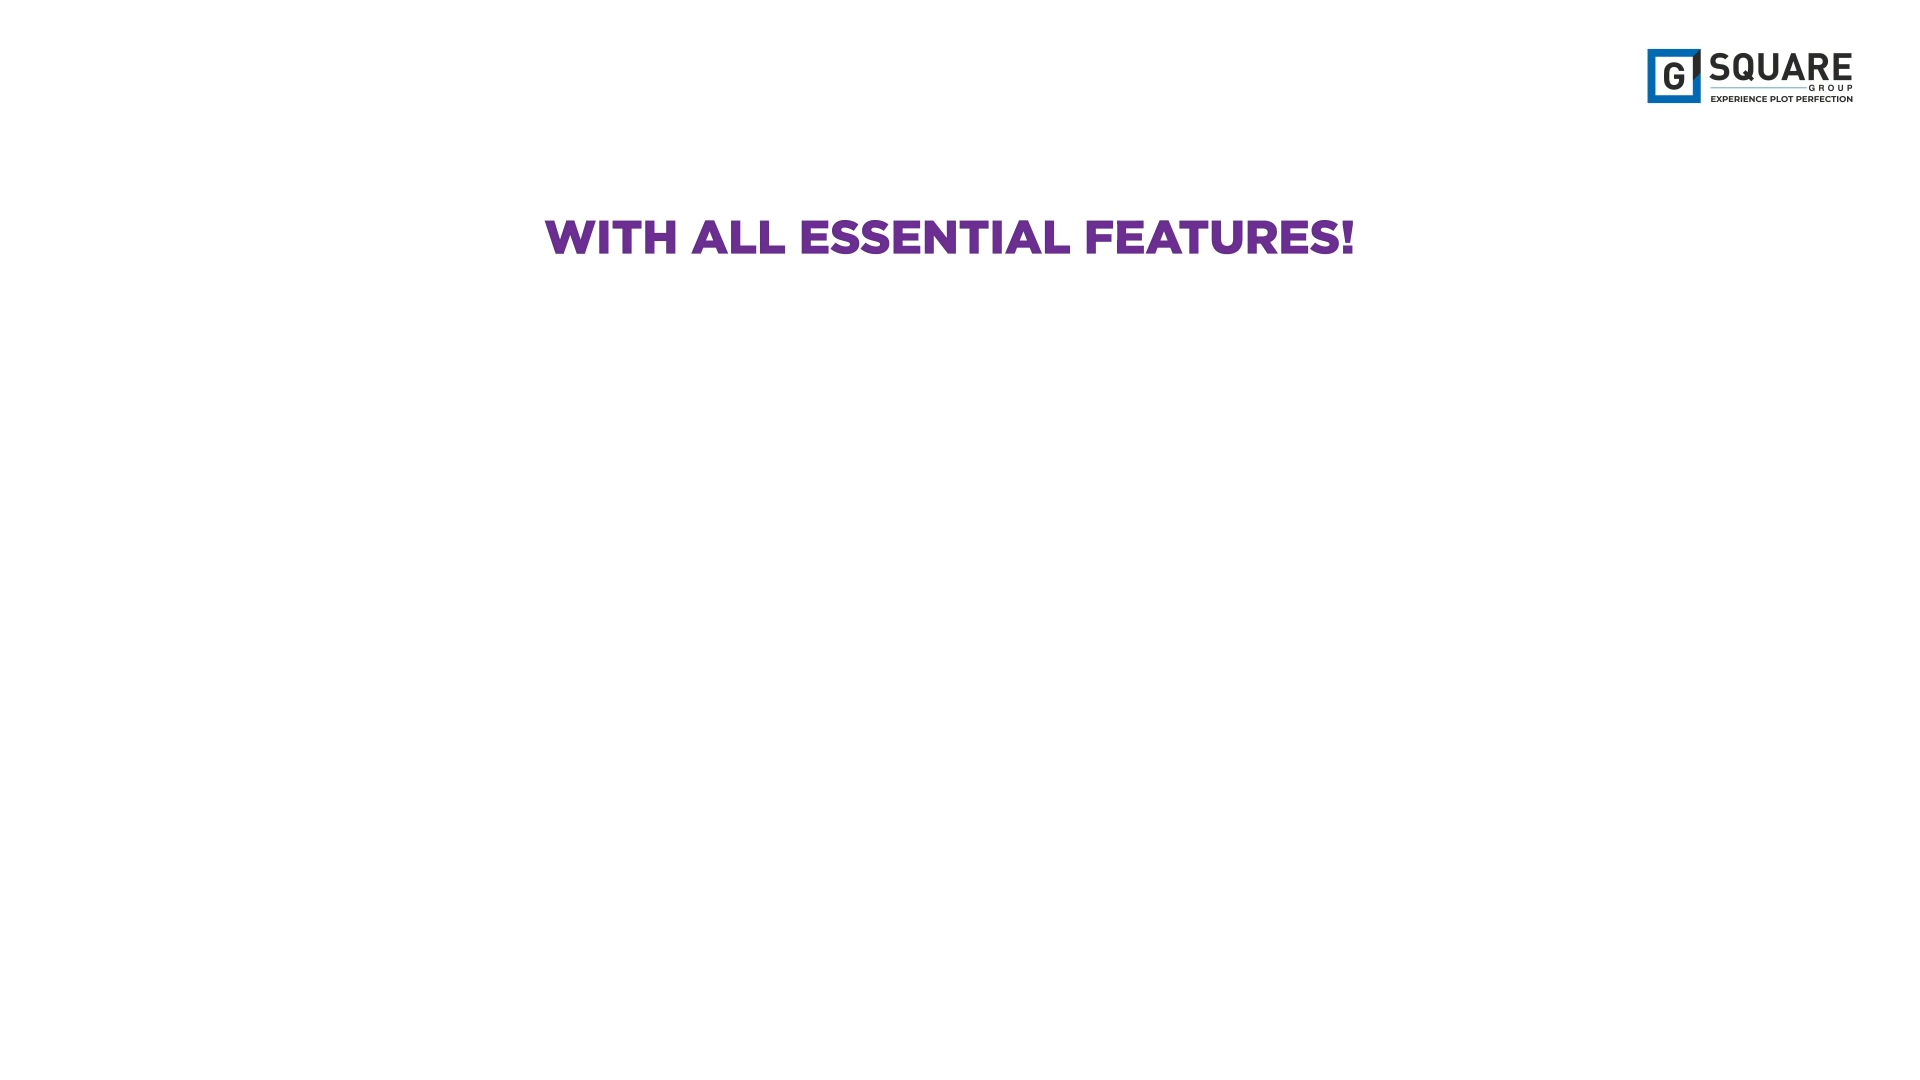 G SQUARE
GROUP
EXPERIENCE PLOT PERFECTION
WITH ALL ESSENTIAL FEATURES!